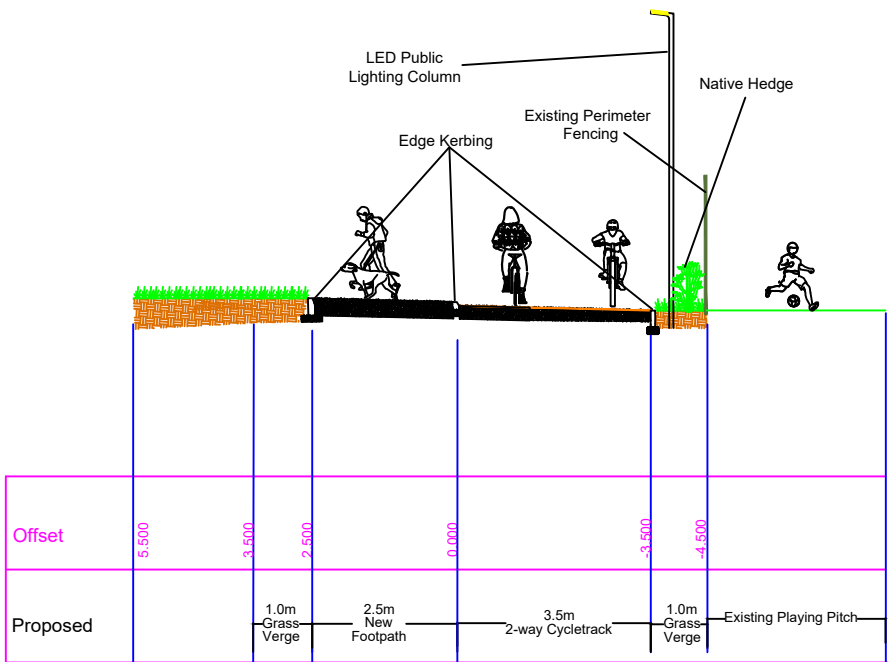 LED Public
Lighting Column
Native Hedge
Existing Perimeter
Fencing
Edge Kerbing
Offset
5.500
3.500
2.500
0.000
-3.500
-4.500
Proposed
1.0m
Grass
Verge
2.5m
New
Footpath
3.5m
2-way Cycletrack
1.0m
Grass
Verge
Existing Playing Pitch